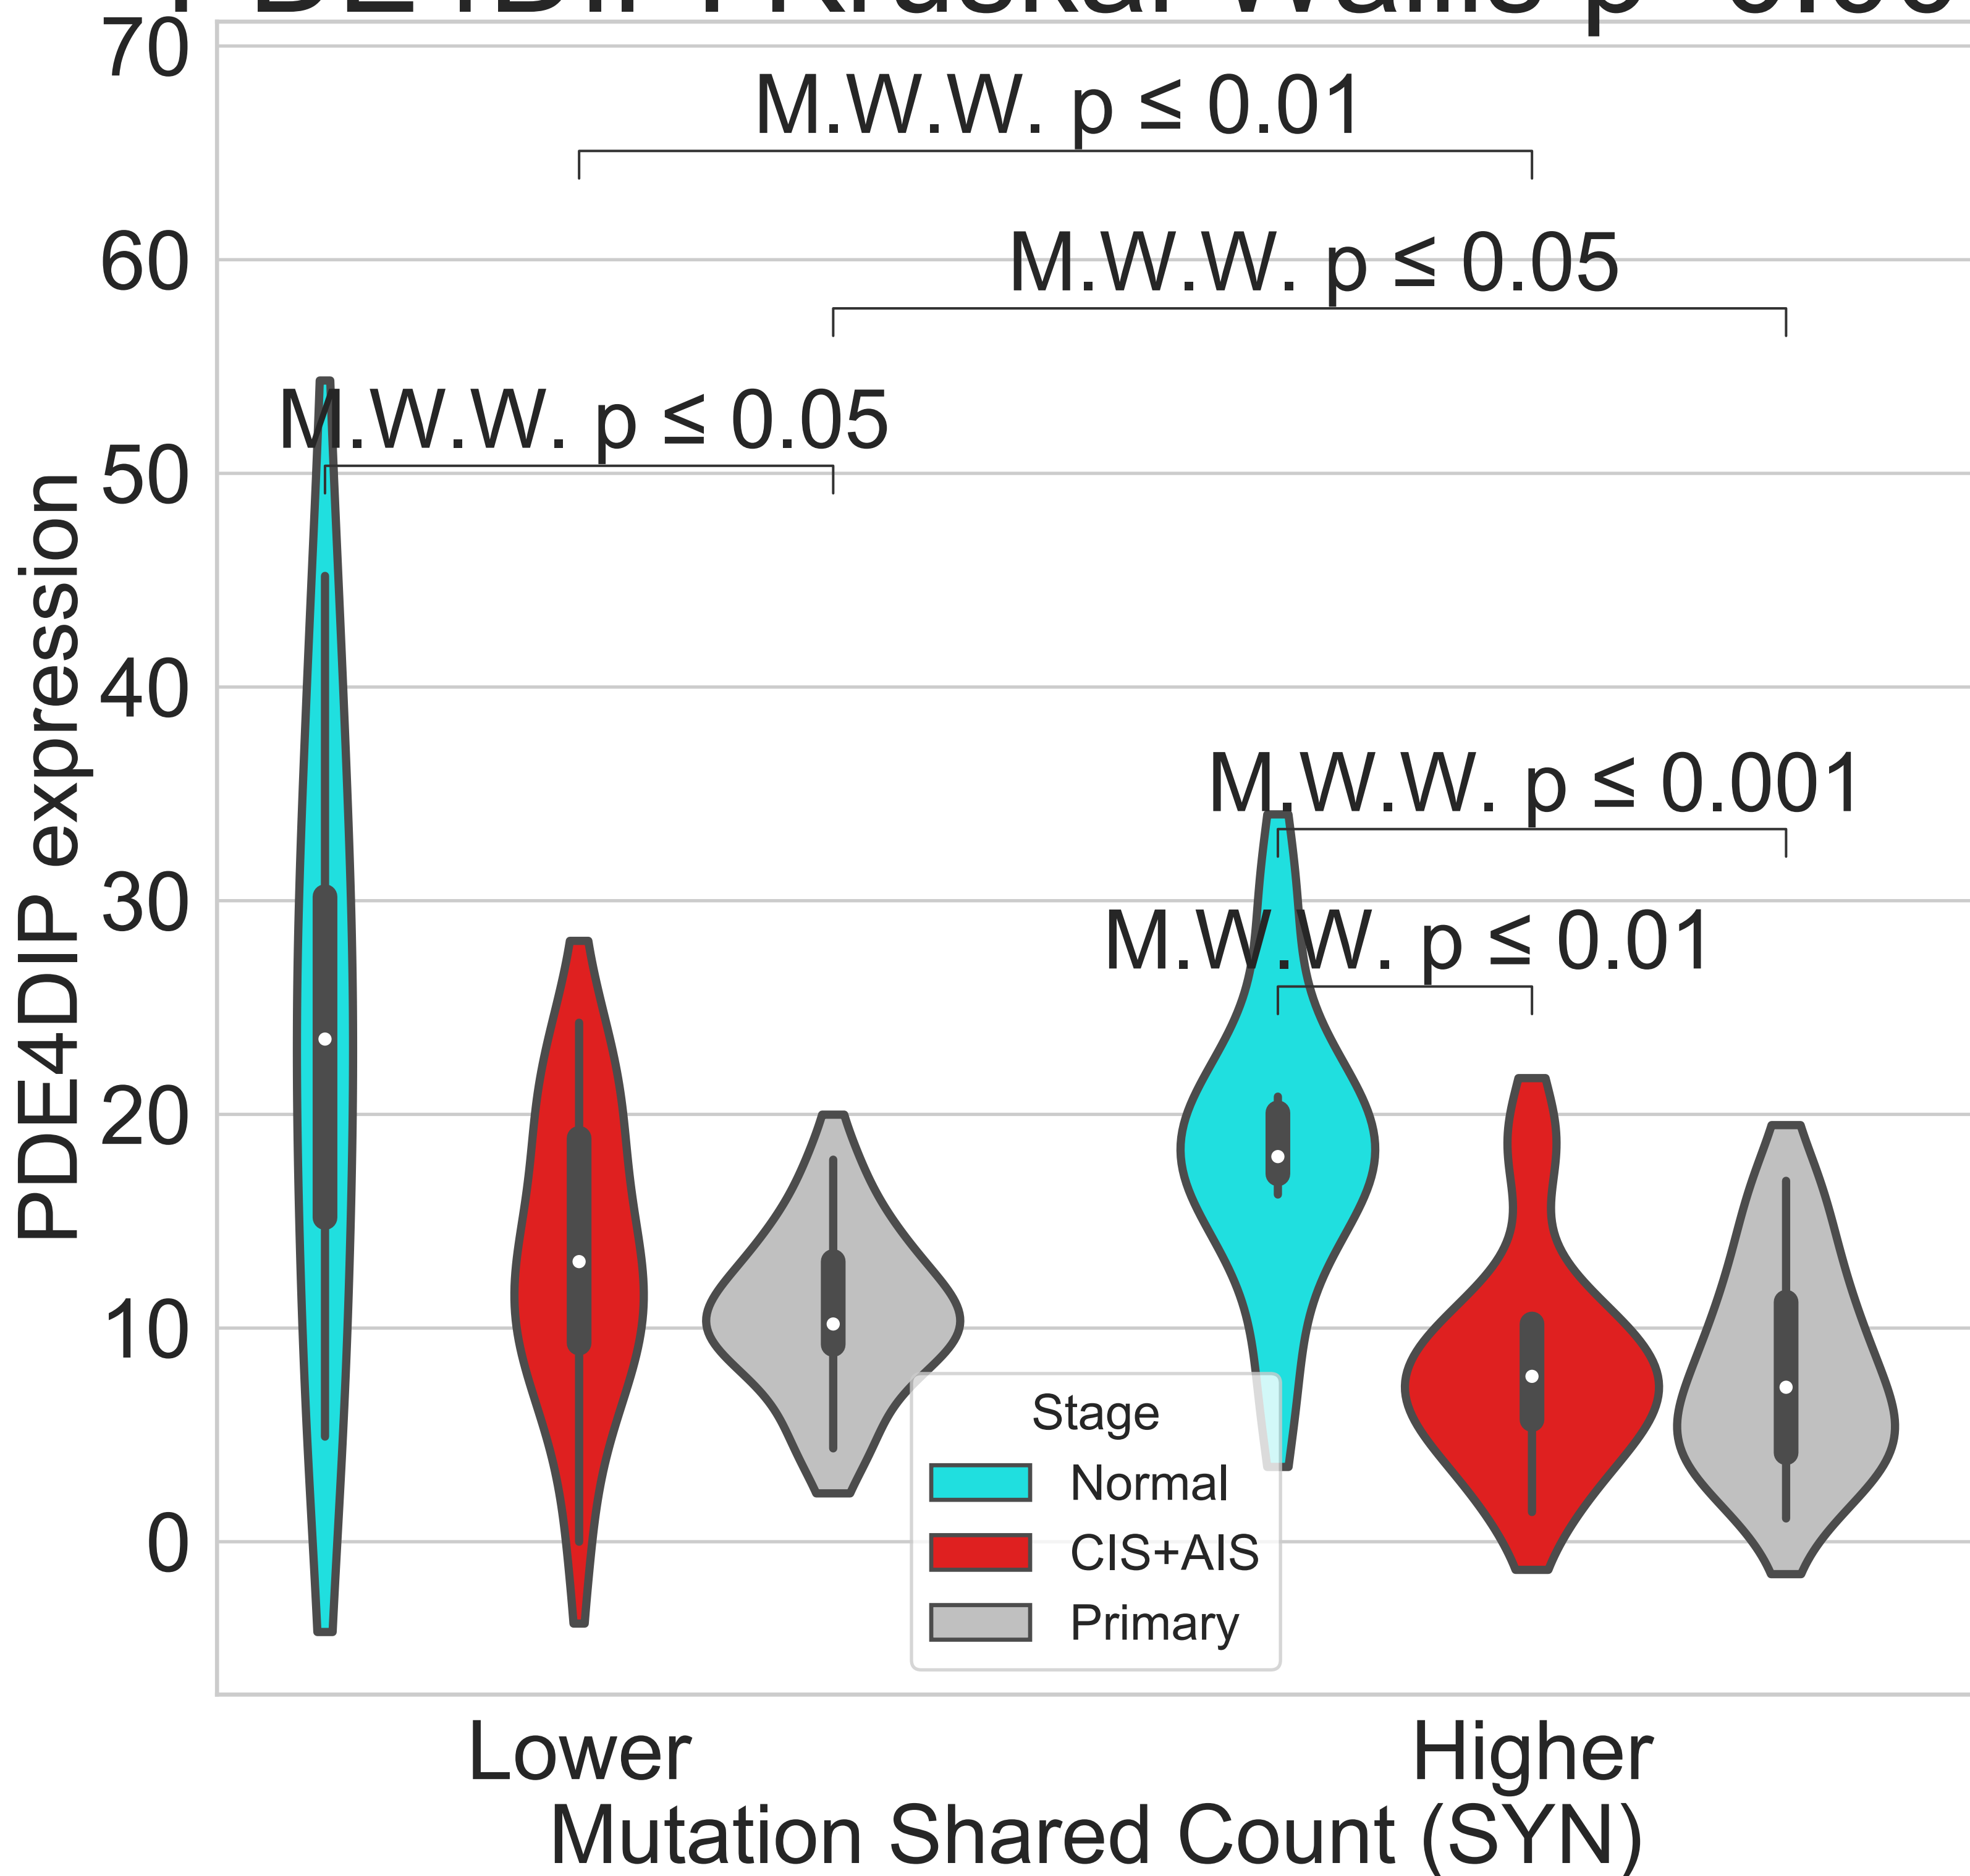 70
M.W.W. p ≤ 0.01
60
M.W.W. p ≤ 0.05
M.W.W. p ≤ 0.05
50
40
M.W.W. p ≤ 0.001
30
M.W.W. p ≤ 0.01
20
10
0
PDE4DIP expression
Stage
Normal
CIS+AIS
Primary
Lower
Higher
Mutation Shared Count (SYN)